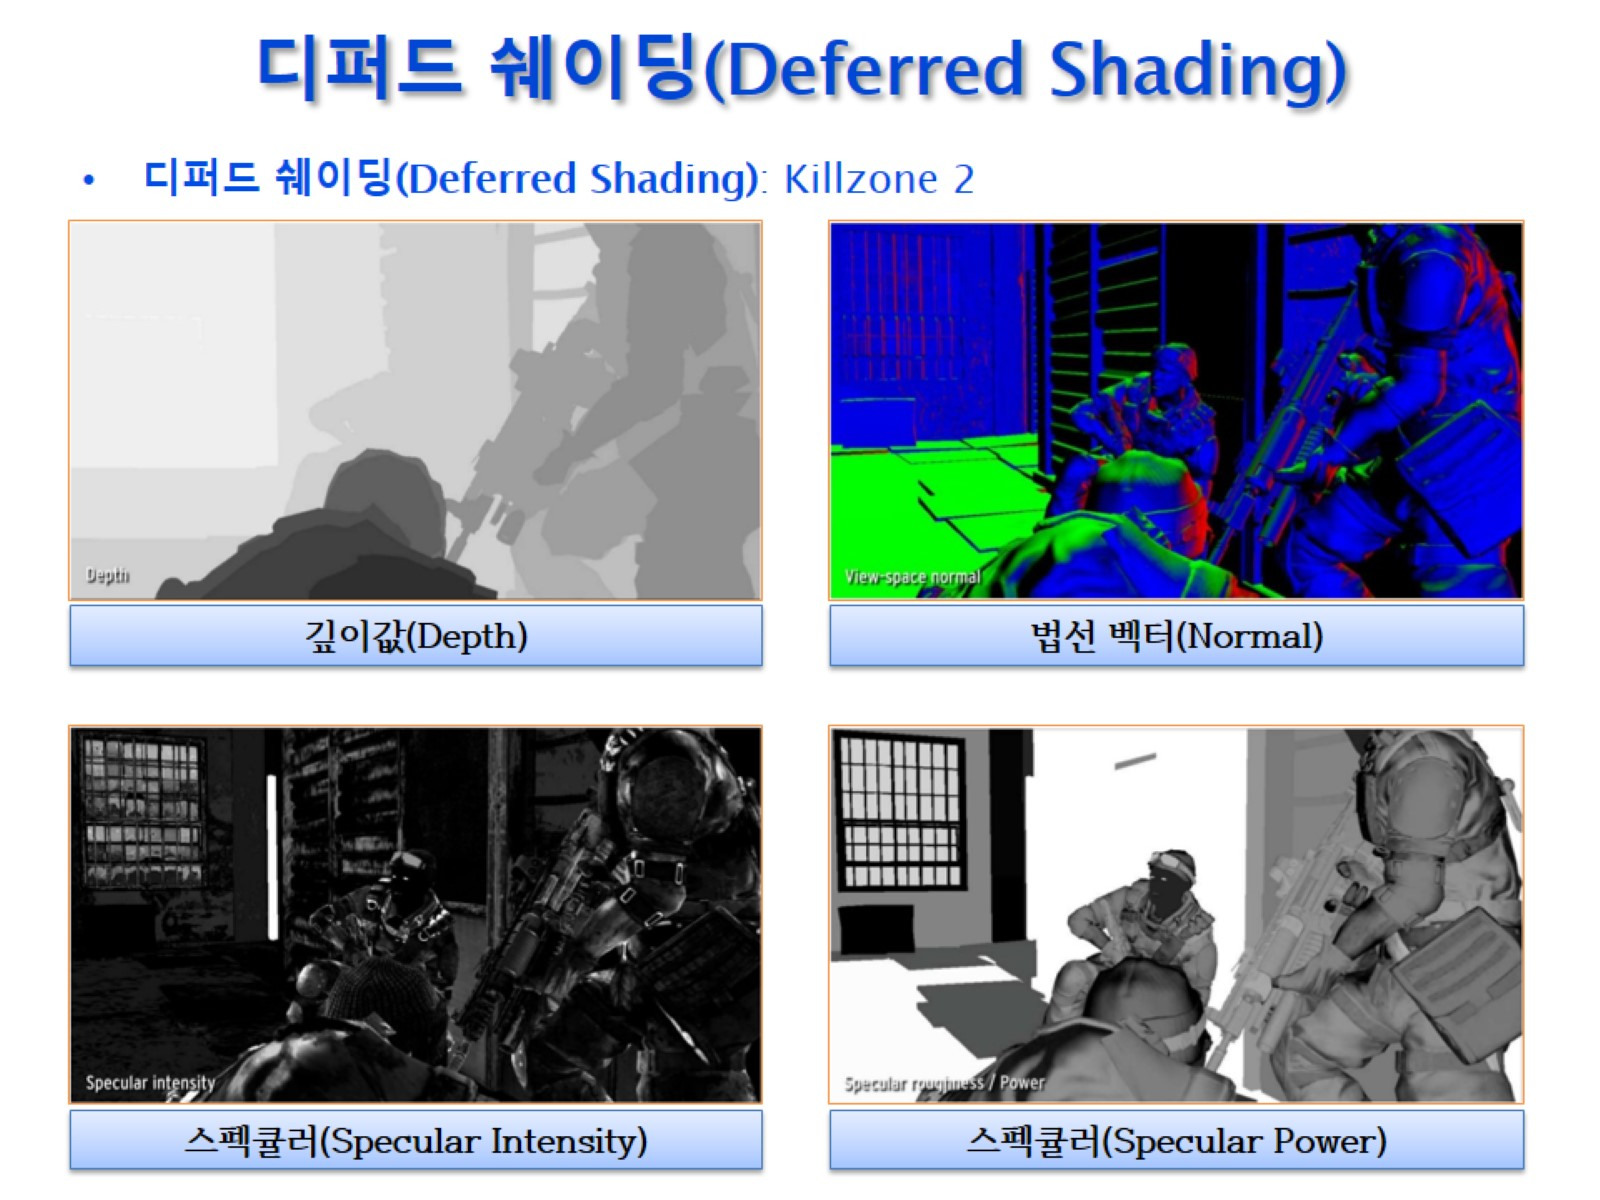 디퍼드 쉐이딩(Deferred Shading)
• 디퍼드 쉐이딩(Deferred Shading): Killzone 2
Depth
View-space normal
깊이값(Depth)
법선 벡터(Normal)
Specular intensity
Specular roughness / Power
스펙큘러(Specular Intensity)
스펙큘러(Specular Power)